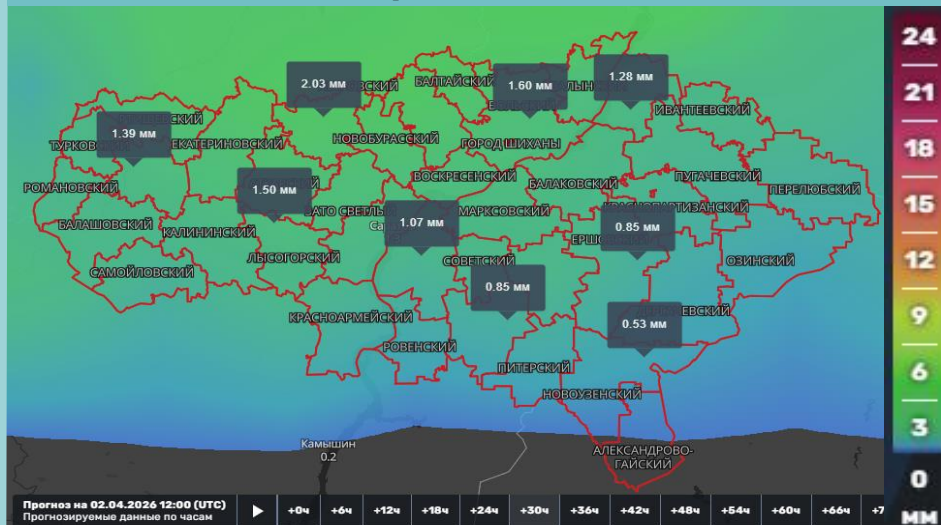 24
2.03 мм
БАЛТАЙСКИЙ
1.60 мм
1.28 мм
21
ИВАНТЕЕВСКИЙ
1.39 мм
НОВОБУРАССКИЙ
ГОРОД ШИХАНЫ
ЕКАТЕРИНОВСКИЙ
18
РОМАНОВСКИЙ
1.50 мм
ВОСКРЕСЕНСКИЙ
БАЛАКОВСКИЙ
ПУГАЧЕВСКИЙ
ПЕРЕЛЮБСКИЙ
15
БАЛАШОВСКИЙ
КАЛИНИНСКИЙ
ЗАТО СВЕТЛЫ
1.07 мм
МАРКСОВСКИЙ
0.85 мм
САМОЙЛОВСКИЙ
ЛЫСОГОРСКИЙ
СОВЕТСКИЙ
ОЗИНСКИЙ
12
0.85 мм
9
КРАСНОАРМЕЙСКИЙ
0.53 мм
РОВЕНСКИЙ
ПИТЕРСКИЙ
6
НОВОУЗЕНСКИЙ
3
Камышин
0.2
АЛЕКСАНДРОВО-
ГАЙСКИЙ
0
Прогноз на 02.04.2026 12:00 (UTC)
Прогнозируемые данные по часам
+0ч +6ч +12ч +18ч +24ч +30ч +36ч +42ч +48ч +54ч +60ч +66ч +7
мм